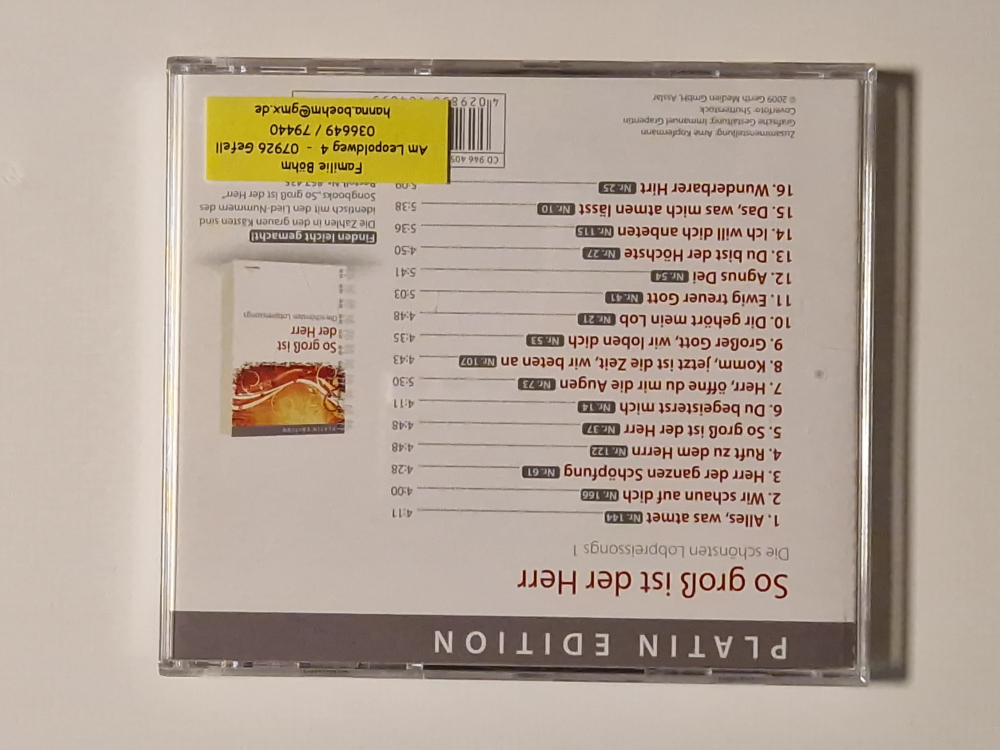 PLATIN EDITION
So groß ist der Herr
Die schönsten Lobpreissongs 1
1. Alles, was atmet Nr. 144 4:11
2. Wir schaun auf dich Nr. 166 4:00
3. Herr der ganzen Schöpfung Nr. 61 4:28
4. Ruft zu dem Herrn Nr. 122 4:48
5. So groß ist der Herr Nr. 37 4:48
6. Du begeisterst mich Nr. 14 4:11
7. Herr, öffne du mir die Augen Nr. 73 5:30
8. Komm, jetzt ist die Zeit, wir beten an Nr. 107 4:43
9. Großer Gott, wir loben dich Nr. 53 4:35
10. Dir gehört mein Lob Nr. 21 4:48
11. Ewig treuer Gott Nr. 41 5:03
12. Agnus Dei Nr. 54 5:41
13. Du bist der Höchste Nr. 27 4:50
14. Ich will dich anbeten Nr. 115 5:36
15. Das, was mich atmen lässt Nr. 10 5:38
16. Wunderbarer Hirt Nr. 25 5:09
PLATIN EDITION
So groß ist
der Herr
Die schönsten Lobpreissongs
Finden leicht gemacht!
Die Zahlen in den grauen Kästen sind
identisch mit den Lied-Nummern des
Songbooks „So groß ist der Herr“
Familie Böhm
Am Leopoldweg 4 - 07926 Gefell
036649 / 79440
hanna.boehm@gmx.de
CD 946 405
Zusammenstellung: Arne Kopfermann
Grafische Gestaltung: Immanuel Grapentin
Coverfoto: Shutterstock
© 2009 Gerth Medien GmbH, Asslar